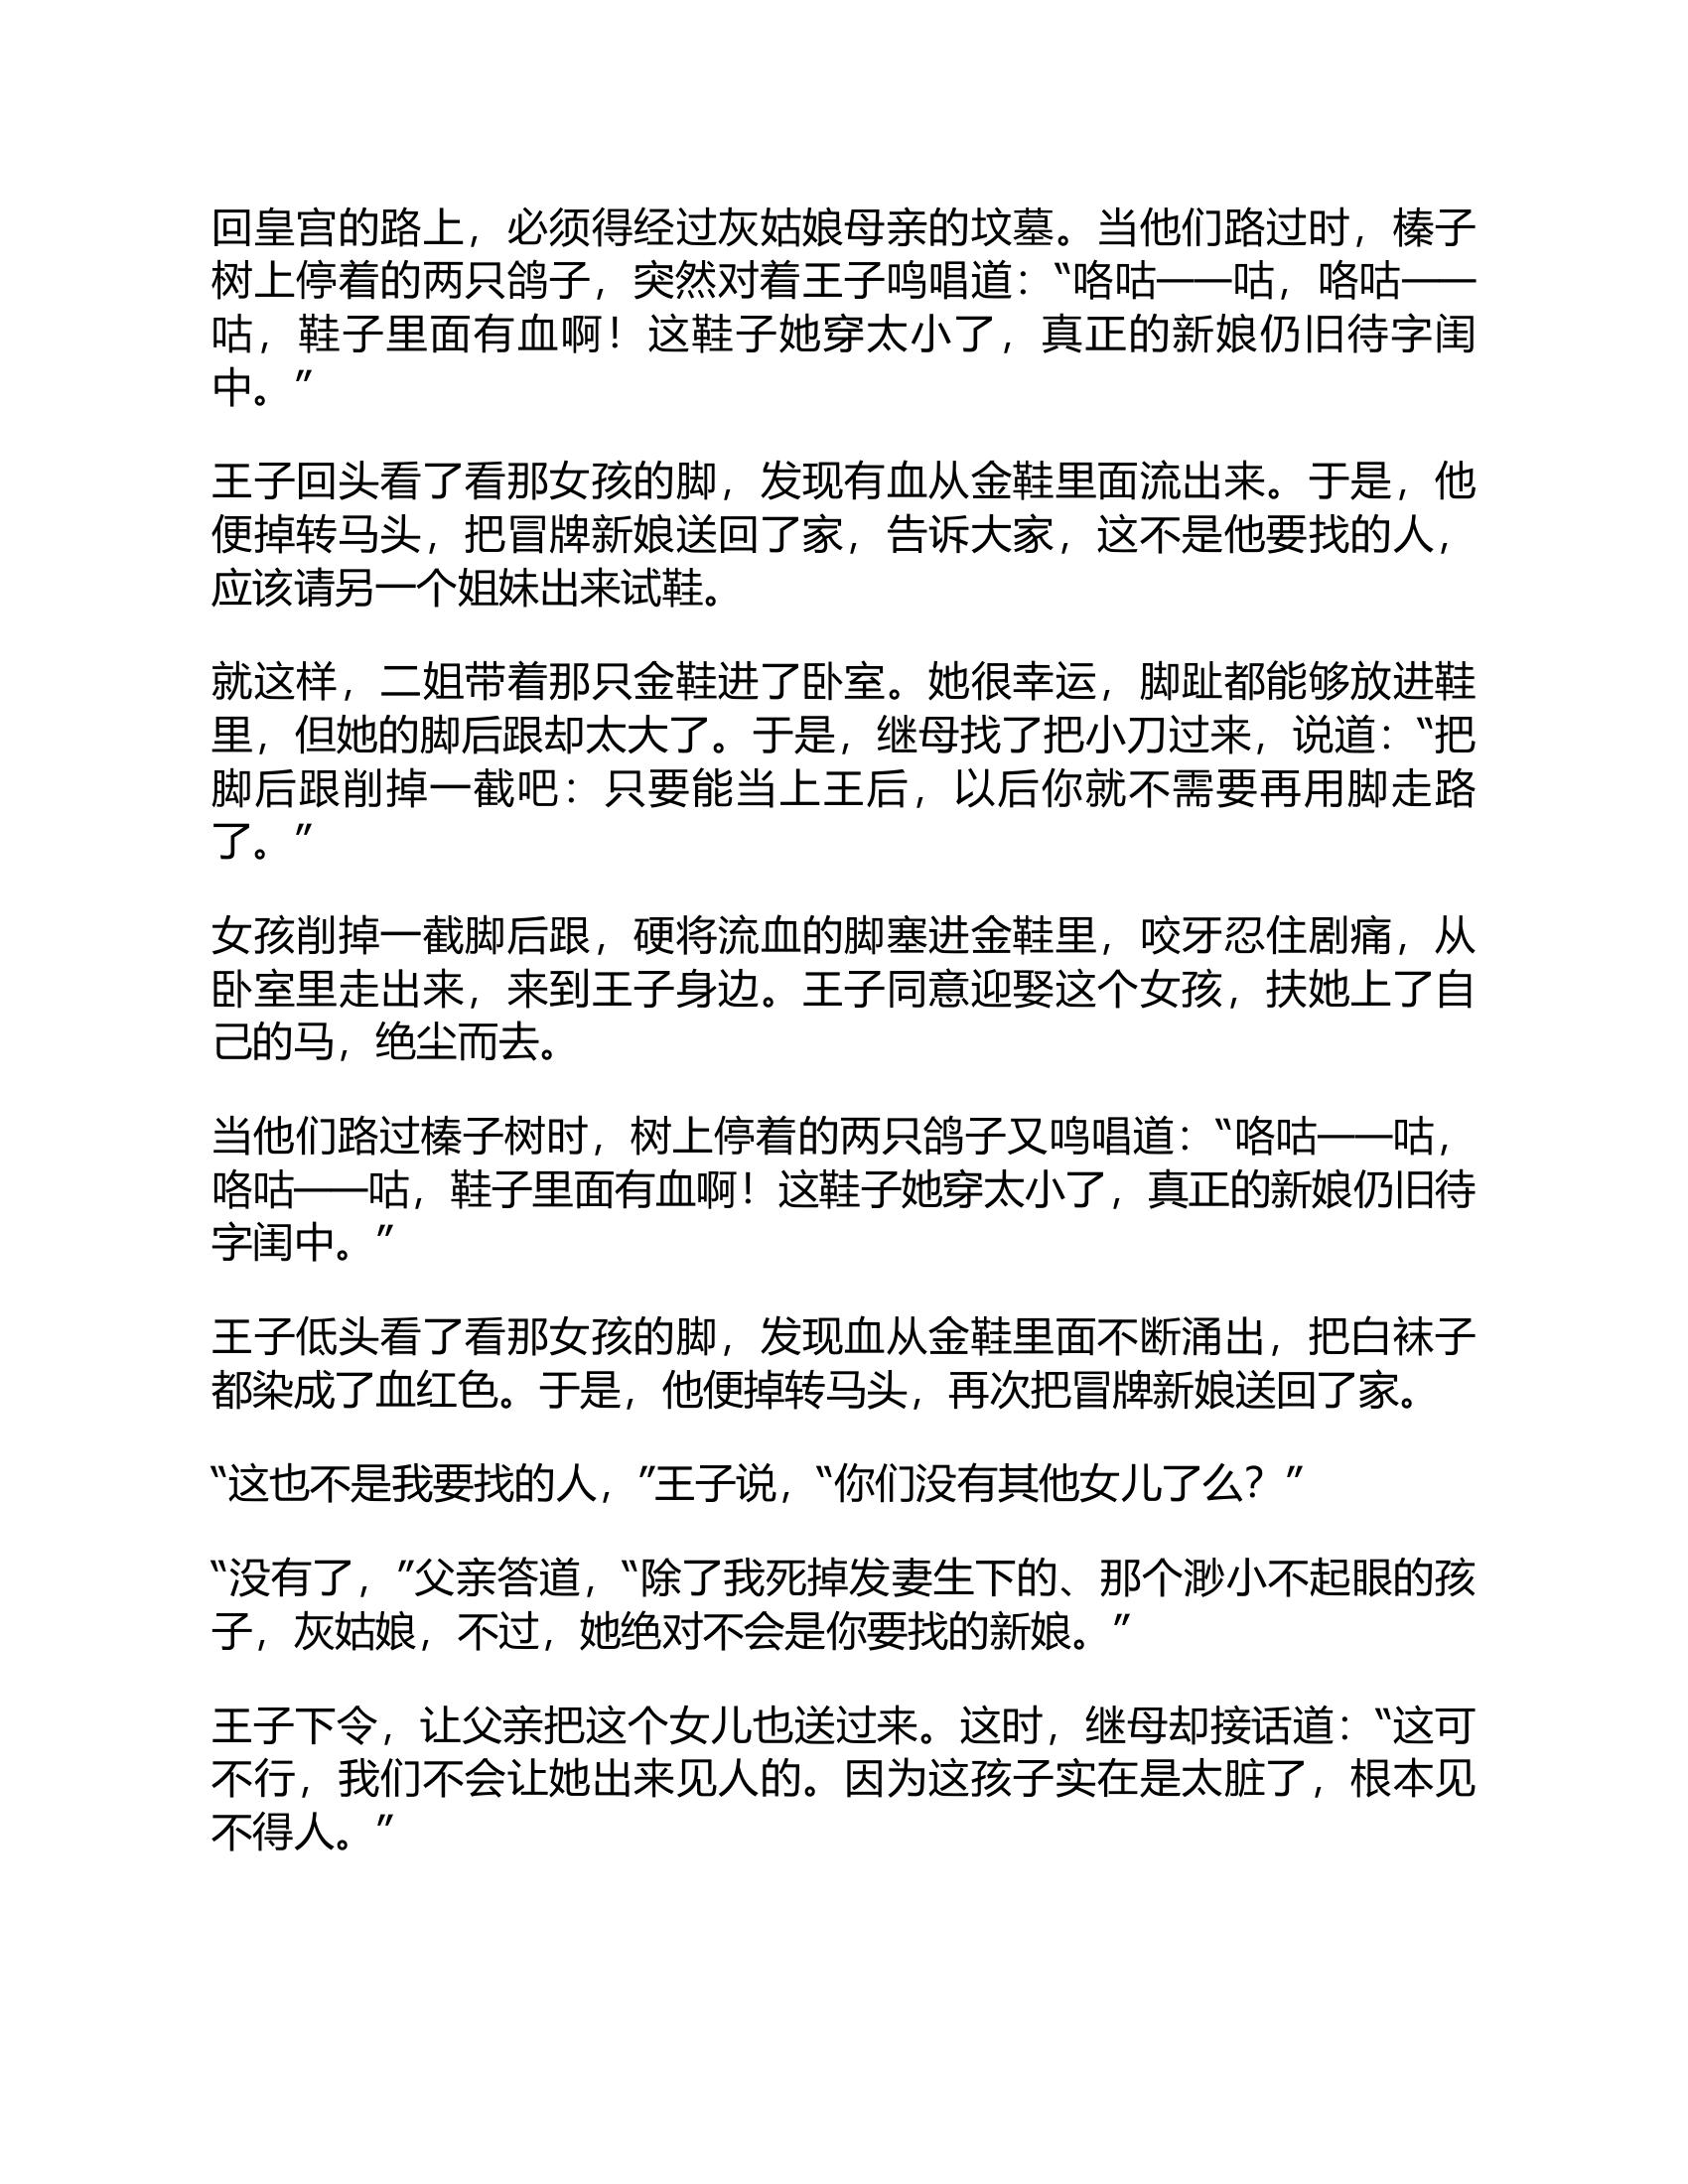 回皇宫的路上，必须得经过灰姑娘母亲的坟墓。当他们路过时，榛子
树上停着的两只鸽子，突然对着王子鸣唱道：“咯咕——咕，咯咕——
咕，鞋子里面有血啊！这鞋子她穿太小了，真正的新娘仍旧待字闺
中。”
王子回头看了看那女孩的脚，发现有血从金鞋里面流出来。于是，他
便掉转马头，把冒牌新娘送回了家，告诉大家，这不是他要找的人，
应该请另一个姐妹出来试鞋。
就这样，二姐带着那只金鞋进了卧室。她很幸运，脚趾都能够放进鞋
里，但她的脚后跟却太大了。于是，继母找了把小刀过来，说道：“把
脚后跟削掉一截吧：只要能当上王后，以后你就不需要再用脚走路
了。”
女孩削掉一截脚后跟，硬将流血的脚塞进金鞋里，咬牙忍住剧痛，从
卧室里走出来，来到王子身边。王子同意迎娶这个女孩，扶她上了自
己的马，绝尘而去。
当他们路过榛子树时，树上停着的两只鸽子又鸣唱道：“咯咕——咕，
咯咕——咕，鞋子里面有血啊！这鞋子她穿太小了，真正的新娘仍旧待
字闺中。”
王子低头看了看那女孩的脚，发现血从金鞋里面不断涌出，把白袜子
都染成了血红色。于是，他便掉转马头，再次把冒牌新娘送回了家。
“这也不是我要找的人，”王子说，“你们没有其他女儿了么？”
“没有了，”父亲答道，“除了我死掉发妻生下的、那个渺小不起眼的孩
子，灰姑娘，不过，她绝对不会是你要找的新娘。”
王子下令，让父亲把这个女儿也送过来。这时，继母却接话道：“这可
不行，我们不会让她出来见人的。因为这孩子实在是太脏了，根本见
不得人。”